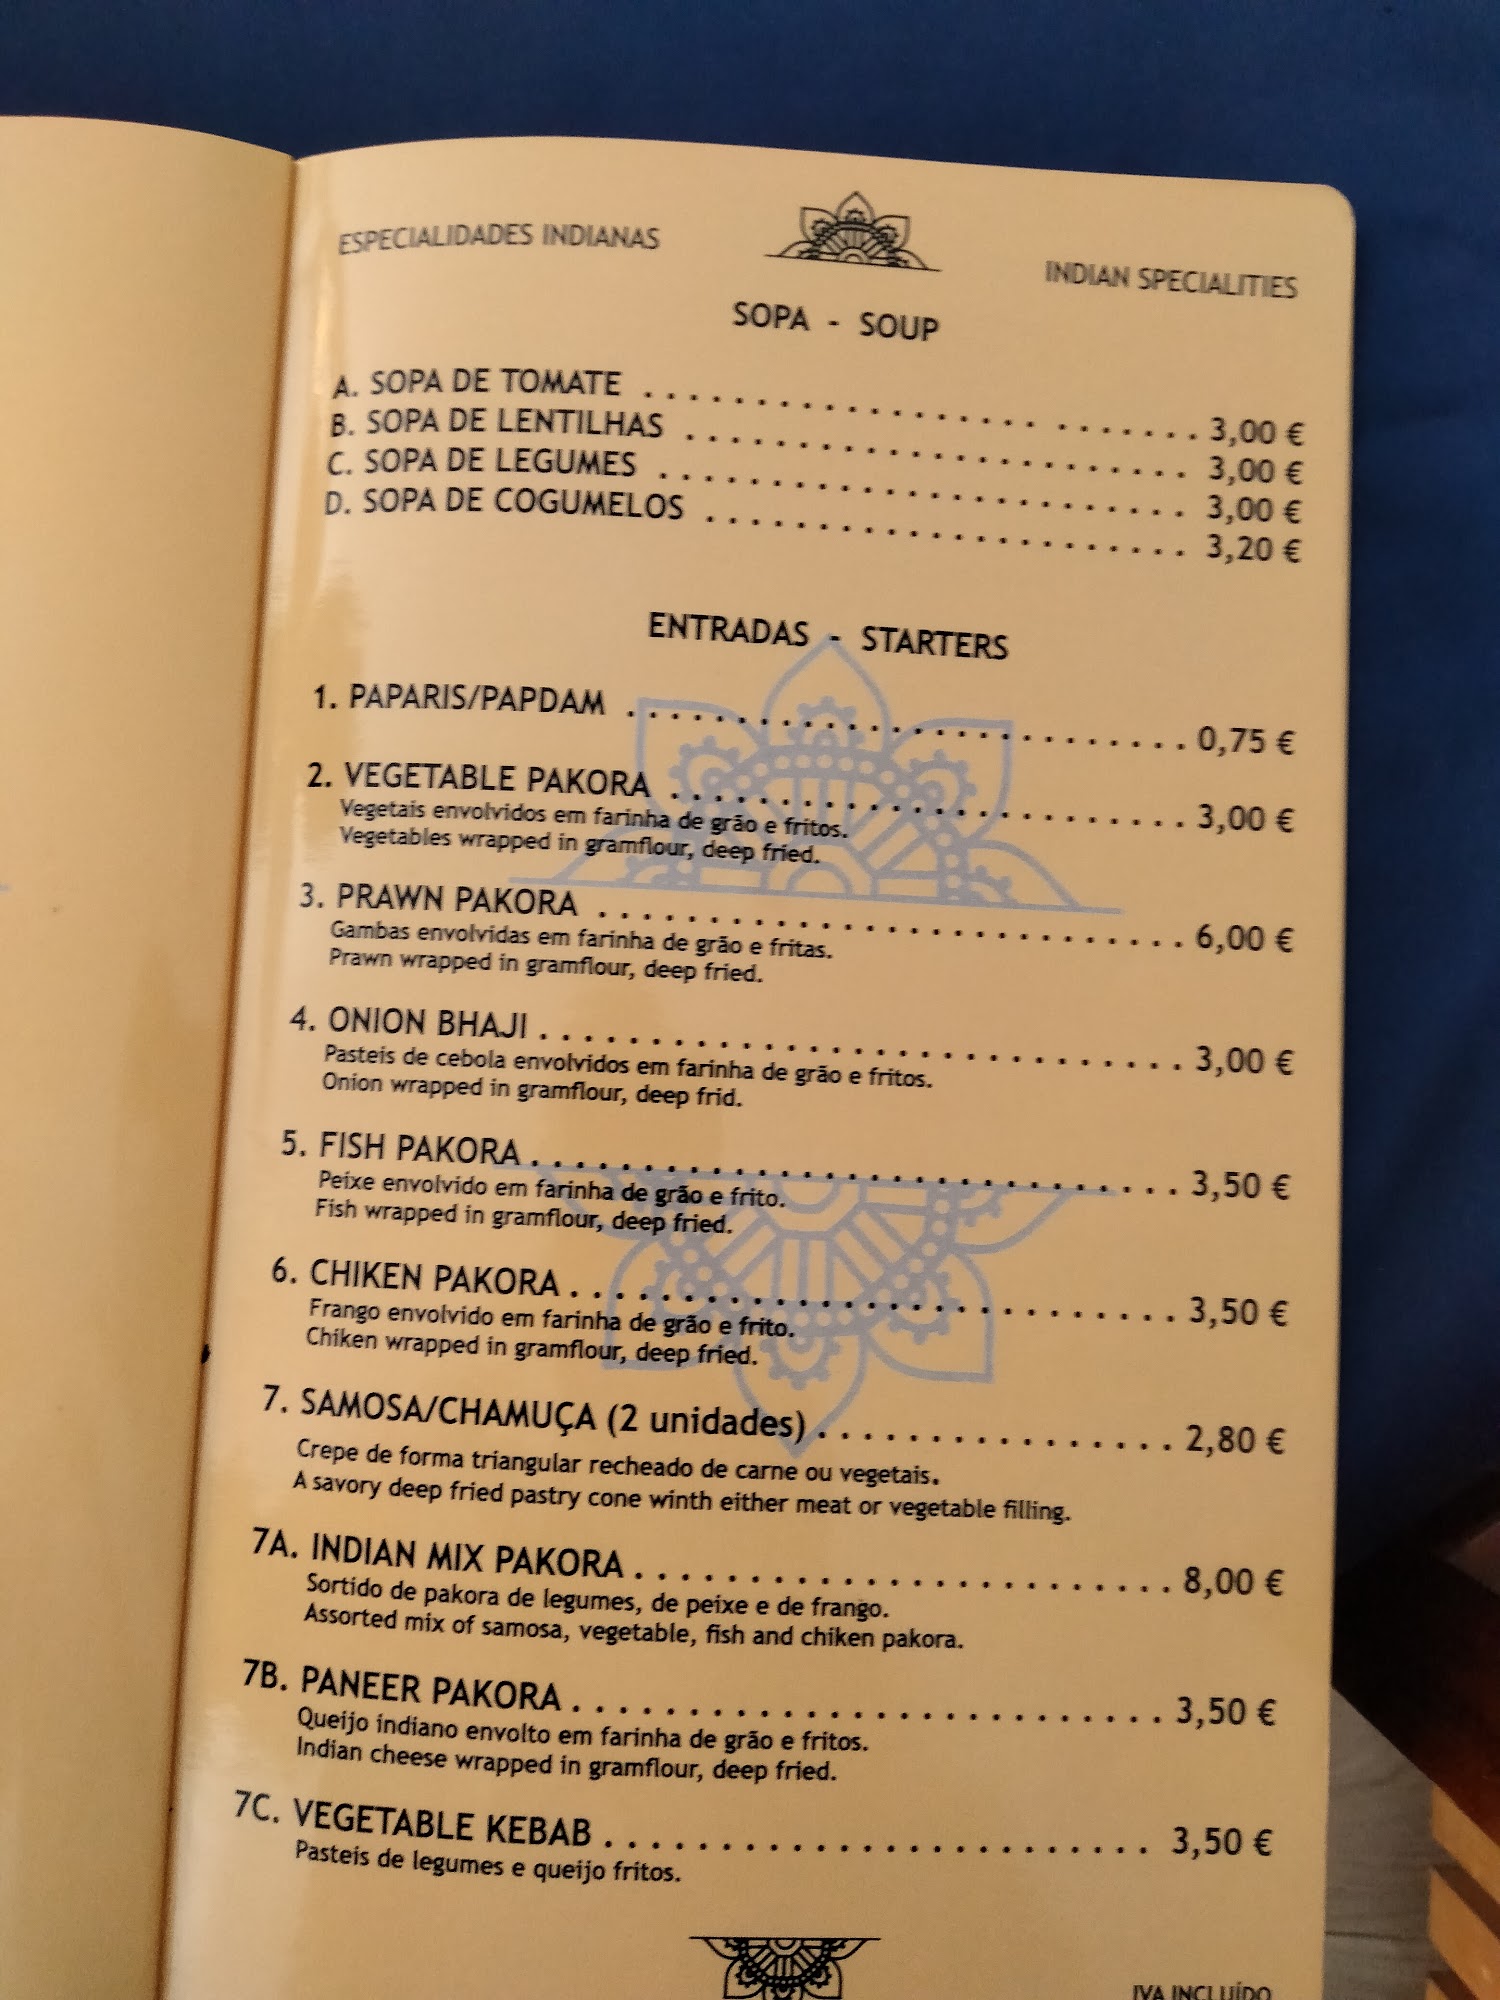 ESPECIALIDADES INDIANAS
INDIAN SPECIALITIES
SOPA - SOUP
A. SOPA DE TOMATE . . . . . . . . . . . . . . . . . . . . 3,00 €
B. SOPA DE LENTILHAS . . . . . . . . . . . . . . . . . . . . 3,00 €
C. SOPA DE LEGUMES . . . . . . . . . . . . . . . . . . . . 3,00 €
D. SOPA DE COGUMELOS . . . . . . . . . . . . . . . . . . . . 3,20 €
ENTRADAS - STARTERS
1. PAPARIS/PAPDAM . . . . . . . . . . . . . . . . . . . . 0,75 €
2. VEGETABLE PAKORA . . . . . . . . . . . . . . . . . . . . 3,00 €
Vegetais envolvidos em farinha de grão e fritos.
Vegetables wrapped in gramflour, deep fried.
3. PRAWN PAKORA . . . . . . . . . . . . . . . . . . . . 6,00 €
Gambas envolvidas em farinha de grão e fritas.
Prawn wrapped in gramflour, deep fried.
4. ONION BHAJI . . . . . . . . . . . . . . . . . . . . 3,00 €
Pasteis de cebola envolvidos em farinha de grão e fritos.
Onion wrapped in gramflour, deep frid.
5. FISH PAKORA . . . . . . . . . . . . . . . . . . . . 3,50 €
Peixe envolvido em farinha de grão e frito.
Fish wrapped in gramflour, deep fried.
6. CHIKEN PAKORA . . . . . . . . . . . . . . . . . . . . 3,50 €
Frango envolvido em farinha de grão e frito.
Chiken wrapped in gramflour, deep fried.
7. SAMOSA/CHAMUÇA (2 unidades) . . . . . . . . . . . . . . . . 2,80 €
Crepe de forma triangular recheado de carne ou vegetais.
A savory deep fried pastry cone winth either meat or vegetable filling.
7A. INDIAN MIX PAKORA . . . . . . . . . . . . . . . . . . . . 8,00 €
Sortido de pakora de legumes, de peixe e de frango.
Assorted mix of samosa, vegetable, fish and chiken pakora.
7B. PANEER PAKORA . . . . . . . . . . . . . . . . . . . . 3,50 €
Queijo indiano envolto em farinha de grão e fritos.
Indian cheese wrapped in gramflour, deep fried.
7C. VEGETABLE KEBAB . . . . . . . . . . . . . . . . . . . . 3,50 €
Pasteis de legumes e queijo fritos.
IVA INCLUÍDO